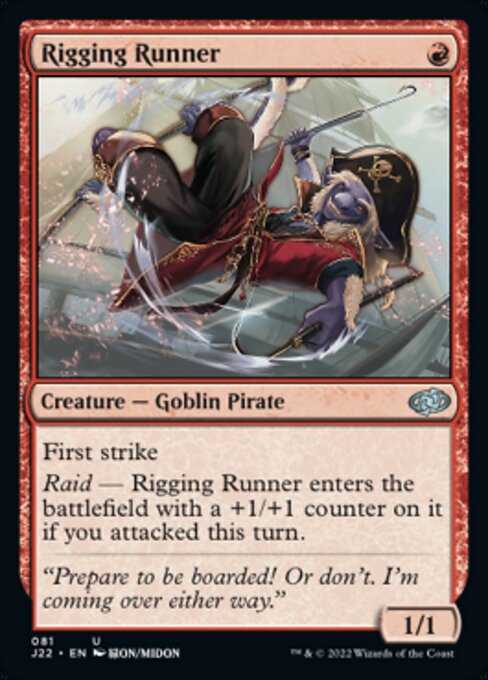 Rigging Runner
Creature — Goblin Pirate
First strike
Raid — Rigging Runner enters the
battlefield with a +1/+1 counter on it
if you attacked this turn.
“Prepare to be boarded! Or don’t. I’m
coming over either way.”
1/1
081 U
J22 • EN HON/MIDON
™ & © 2022 Wizards of the Coast